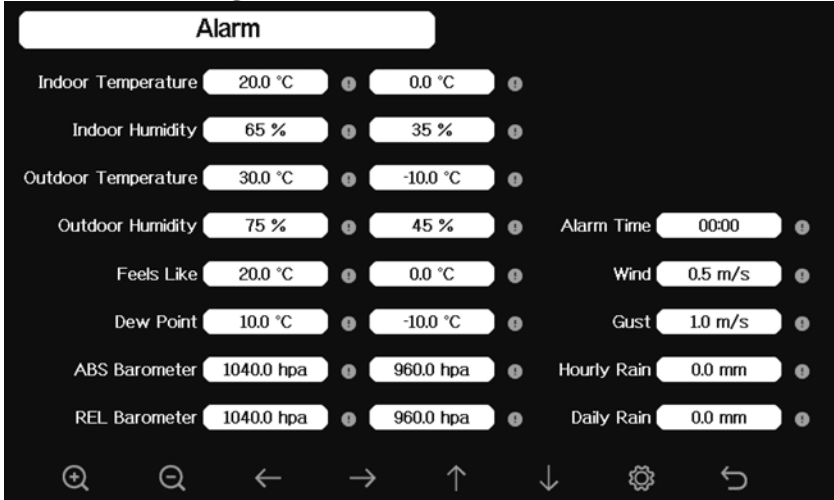 Alarm
Indoor Temperature 20.0 °C 0.0 °C
Indoor Humidity 65 % 35 %
Outdoor Temperature 30.0 °C -10.0 °C
Outdoor Humidity 75 % 45 % Alarm Time 00:00
Feels Like 20.0 °C 0.0 °C Wind 0.5 m/s
Dew Point 10.0 °C -10.0 °C Gust 1.0 m/s
ABS Barometer 1040.0 hpa 960.0 hpa Hourly Rain 0.0 mm
REL Barometer 1040.0 hpa 960.0 hpa Daily Rain 0.0 mm